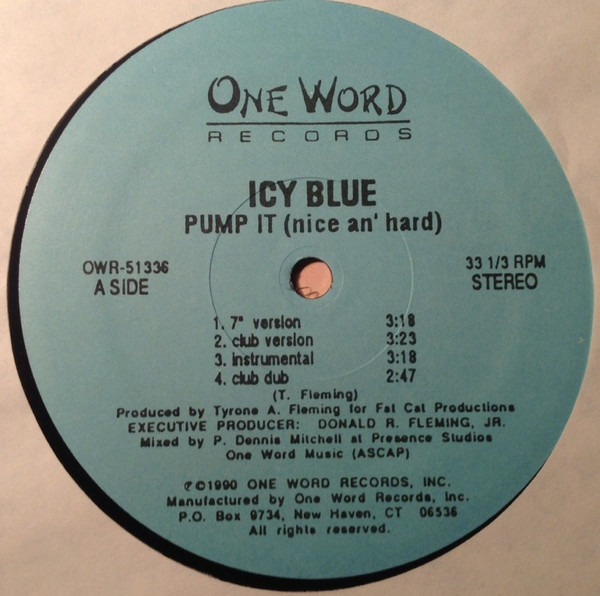 ONE WORD
RECORDS
ICY BLUE
PUMP IT (nice an' hard)
OWR-51336
A SIDE
33 1/3 RPM
STEREO
1. 7" version 3:18
2. club version 3:23
3. instrumental 3:18
4. club dub 2:47
(T. Fleming)
Produced by Tyrone A. Fleming for Fat Cat Productions
EXECUTIVE PRODUCER: DONALD R. FLEMING, JR.
Mixed by P. Dennis Mitchell at Presence Studios
One Word Music (ASCAP)
℗©1990 ONE WORD RECORDS, INC.
Manufactured by One Word Records, Inc.
P.O. Box 9734, New Haven, CT 06536
All rights reserved.